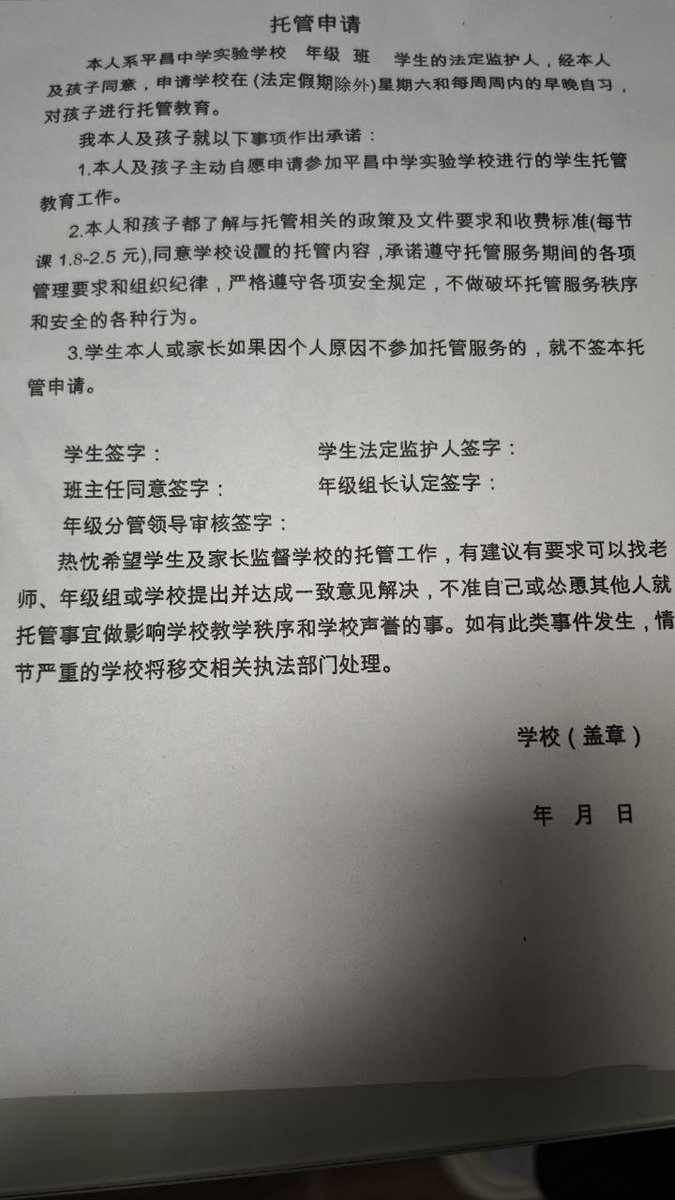 托管申请
本人系平昌中学实验学校 年级 班 学生的法定监护人，经本人
及孩子同意，申请学校在(法定假期除外)星期六和每周周内的早晚自习，
对孩子进行托管教育。
我本人及孩子就以下事项作出承诺：
1.本人及孩子主动自愿申请参加平昌中学实验学校进行的学生托管
教育工作。
2.本人和孩子都了解与托管相关的政策及文件要求和收费标准(每节
课1.8-2.5元),同意学校设置的托管内容，承诺遵守托管服务期间的各项
管理要求和组织纪律，严格遵守各项安全规定，不做破坏托管服务秩序
和安全的各种行为。
3.学生本人或家长如果因个人原因不参加托管服务的，就不签本托
管申请。
学生签字： 学生法定监护人签字：
班主任同意签字： 年级组长认定签字：
年级分管领导审核签字：
热忱希望学生及家长监督学校的托管工作，有建议有要求可以找老
师、年级组或学校提出并达成一致意见解决，不准自己或怂恿其他人就
托管事宜做影响学校教学秩序和学校声誉的事。如有此类事件发生，情
节严重的学校将移交相关执法部门处理。
学校（盖章）
年 月 日